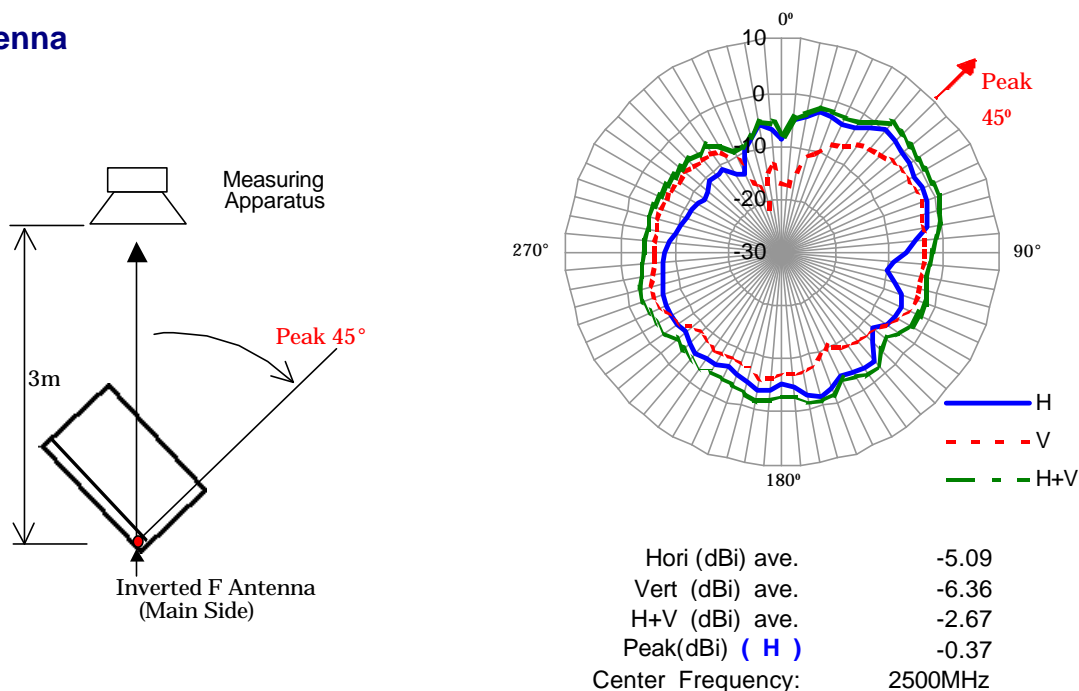 enna
Measuring
Apparatus
Peak 45°
3m
Inverted F Antenna
(Main Side)
0°
10
0
-10
-20
-30
Peak
45°
270°
90°
180°
H
V
H+V
Hori (dBi) ave. -5.09
Vert (dBi) ave. -6.36
H+V (dBi) ave. -2.67
Peak(dBi) ( H ) -0.37
Center Frequency: 2500MHz